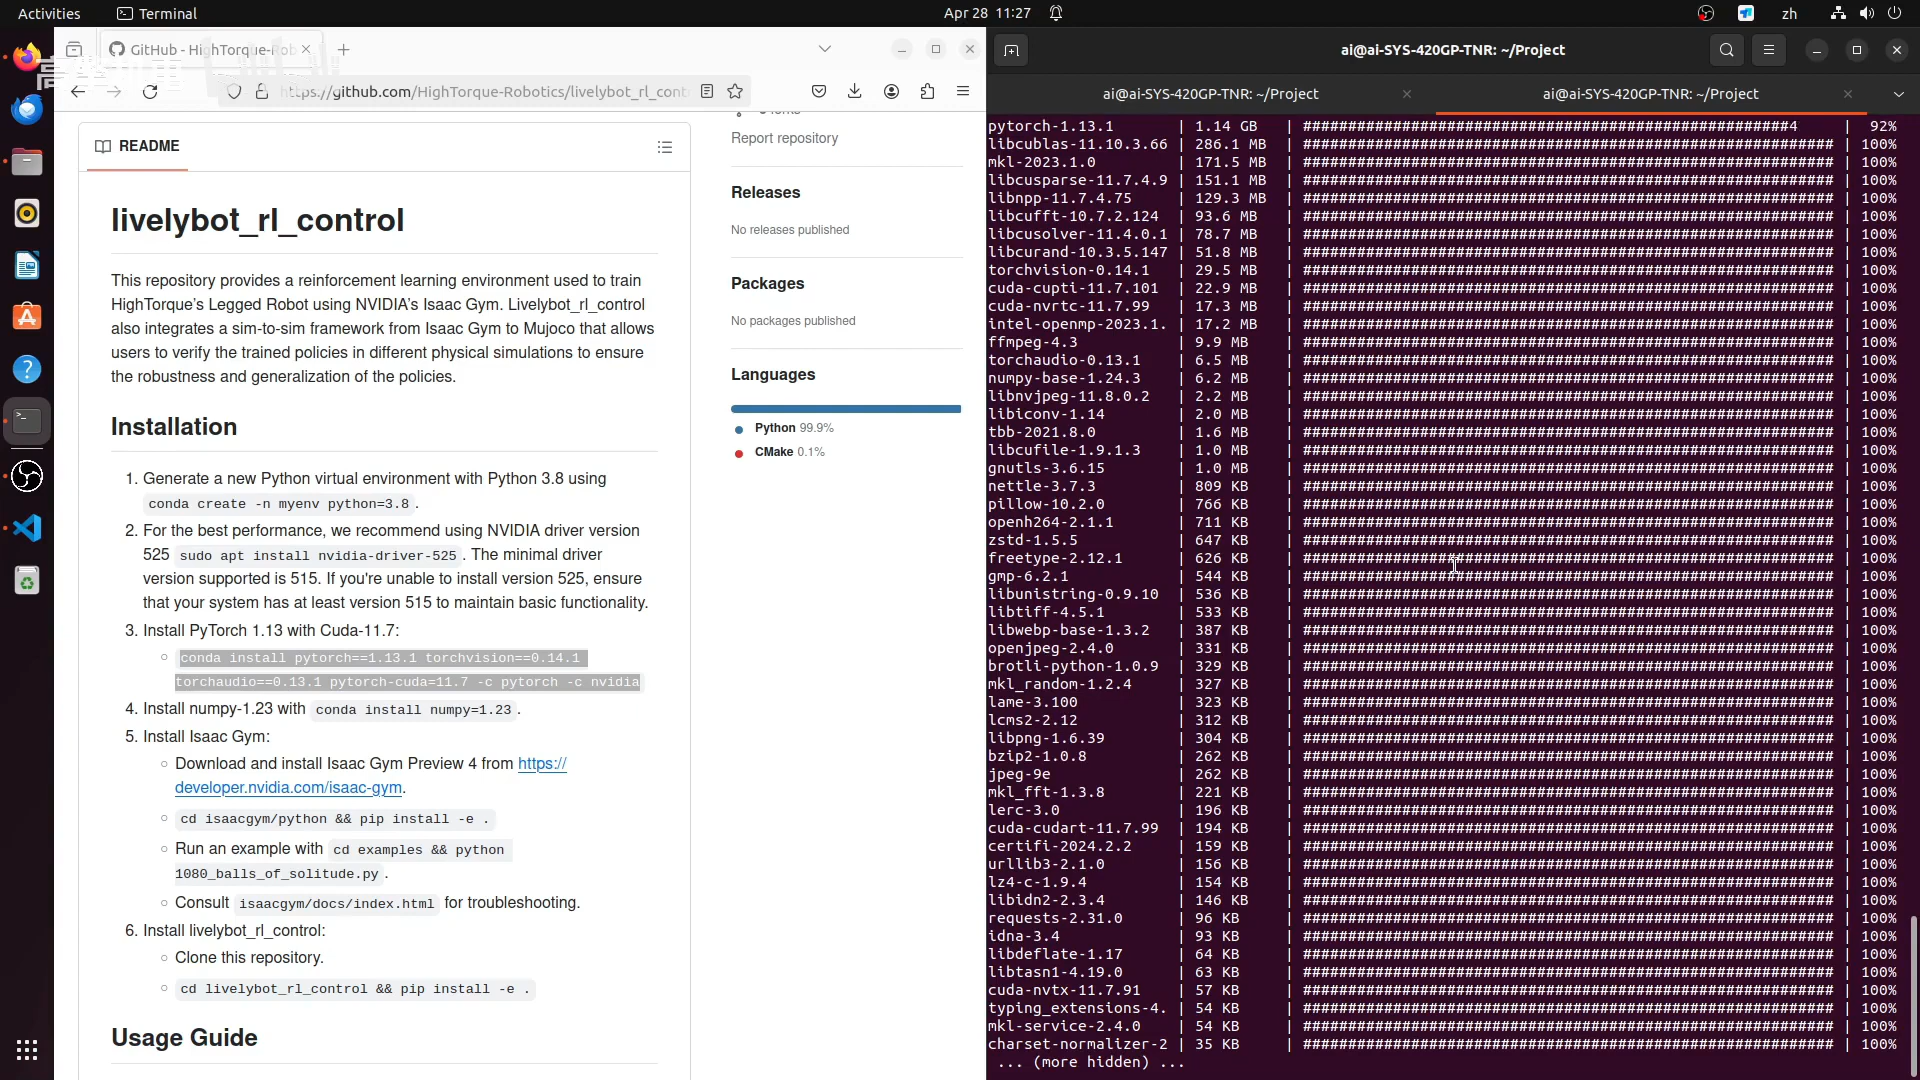 Activities
Terminal
Apr 28 11:27
zh
GitHub - HighTorque-Rob
https://github.com/HighTorque-Robotics/livelybot_rl_cont
README
livelybot_rl_control
This repository provides a reinforcement learning environment used to train
HighTorque's Legged Robot using NVIDIA's Isaac Gym. Livelybot_rl_control
also integrates a sim-to-sim framework from Isaac Gym to Mujoco that allows
users to verify the trained policies in different physical simulations to ensure
the robustness and generalization of the policies.
Installation
1. Generate a new Python virtual environment with Python 3.8 using
conda create -n myenv python=3.8.
2. For the best performance, we recommend using NVIDIA driver version
525 sudo apt install nvidia-driver-525. The minimal driver
version supported is 515. If you're unable to install version 525, ensure
that your system has at least version 515 to maintain basic functionality.
3. Install PyTorch 1.13 with Cuda-11.7:
conda install pytorch==1.13.1 torchvision==0.14.1
torchaudio==0.13.1 pytorch-cuda=11.7 -c pytorch -c nvidia
4. Install numpy-1.23 with conda install numpy=1.23.
5. Install Isaac Gym:
Download and install Isaac Gym Preview 4 from https://
developer.nvidia.com/isaac-gym.
cd isaacgym/python && pip install -e .
Run an example with cd examples && python
1080_balls_of_solitude.py.
Consult isaacgym/docs/index.html for troubleshooting.
6. Install livelybot_rl_control:
Clone this repository.
cd livelybot_rl_control && pip install -e .
Usage Guide
Report repository
Releases
No releases published
Packages
No packages published
Languages
Python 99.9%
CMake 0.1%
ai@ai-SYS-420GP-TNR: ~/Project
ai@ai-SYS-420GP-TNR: ~/Project
ai@ai-SYS-420GP-TNR: ~/Project
pytorch-1.13.1 | 1.14 GB | ######################################################4 | 92%
libcublas-11.10.3.66 | 286.1 MB | ########################################################### | 100%
mkl-2023.1.0 | 171.5 MB | ########################################################### | 100%
libcusparse-11.7.4.9 | 151.1 MB | ########################################################### | 100%
libnpp-11.7.4.75 | 129.3 MB | ########################################################### | 100%
libcufft-10.7.2.124 | 93.6 MB | ########################################################### | 100%
libcusolver-11.4.0.1 | 78.7 MB | ########################################################### | 100%
libcurand-10.3.5.147 | 51.8 MB | ########################################################### | 100%
torchvision-0.14.1 | 29.5 MB | ########################################################### | 100%
cuda-cupti-11.7.101 | 22.9 MB | ########################################################### | 100%
cuda-nvrtc-11.7.99 | 17.3 MB | ########################################################### | 100%
intel-openmp-2023.1. | 17.2 MB | ########################################################### | 100%
ffmpeg-4.3 | 9.9 MB | ########################################################### | 100%
torchaudio-0.13.1 | 6.5 MB | ########################################################### | 100%
numpy-base-1.24.3 | 6.2 MB | ########################################################### | 100%
libnvjpeg-11.8.0.2 | 2.2 MB | ########################################################### | 100%
libiconv-1.14 | 2.0 MB | ########################################################### | 100%
tbb-2021.8.0 | 1.6 MB | ########################################################### | 100%
libcufile-1.9.1.3 | 1.0 MB | ########################################################### | 100%
gnutls-3.6.15 | 1.0 MB | ########################################################### | 100%
nettle-3.7.3 | 809 KB | ########################################################### | 100%
pillow-10.2.0 | 766 KB | ########################################################### | 100%
openh264-2.1.1 | 711 KB | ########################################################### | 100%
zstd-1.5.5 | 647 KB | ########################################################### | 100%
freetype-2.12.1 | 626 KB | ########################################################### | 100%
gmp-6.2.1 | 544 KB | ########################################################### | 100%
libunistring-0.9.10 | 536 KB | ########################################################### | 100%
libtiff-4.5.1 | 533 KB | ########################################################### | 100%
libwebp-base-1.3.2 | 387 KB | ########################################################### | 100%
openjpeg-2.4.0 | 331 KB | ########################################################### | 100%
brotli-python-1.0.9 | 329 KB | ########################################################### | 100%
mkl_random-1.2.4 | 327 KB | ########################################################### | 100%
lame-3.100 | 323 KB | ########################################################### | 100%
lcms2-2.12 | 312 KB | ########################################################### | 100%
libpng-1.6.39 | 304 KB | ########################################################### | 100%
bzip2-1.0.8 | 262 KB | ########################################################### | 100%
jpeg-9e | 262 KB | ########################################################### | 100%
mkl_fft-1.3.8 | 221 KB | ########################################################### | 100%
lerc-3.0 | 196 KB | ########################################################### | 100%
cuda-cudart-11.7.99 | 194 KB | ########################################################### | 100%
certifi-2024.2.2 | 159 KB | ########################################################### | 100%
urllib3-2.1.0 | 156 KB | ########################################################### | 100%
lz4-c-1.9.4 | 154 KB | ########################################################### | 100%
libidn2-2.3.4 | 146 KB | ########################################################### | 100%
requests-2.31.0 | 96 KB | ########################################################### | 100%
idna-3.4 | 93 KB | ########################################################### | 100%
libdeflate-1.17 | 64 KB | ########################################################### | 100%
libtasn1-4.19.0 | 63 KB | ########################################################### | 100%
cuda-nvtx-11.7.91 | 57 KB | ########################################################### | 100%
typing_extensions-4. | 54 KB | ########################################################### | 100%
mkl-service-2.4.0 | 54 KB | ########################################################### | 100%
charset-normalizer-2 | 35 KB | ########################################################### | 100%
... (more hidden) ...